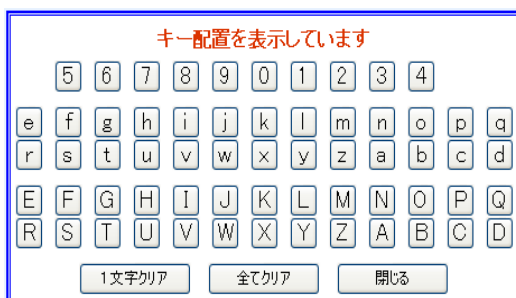 キー配置を表示しています
5 6 7 8 9 0 1 2 3 4
e f g h i j k l m n o p q
r s t u v w x y z a b c d
E F G H I J K L M N O P Q
R S T U V W X Y Z A B C D
1文字クリア 全てクリア 閉じる